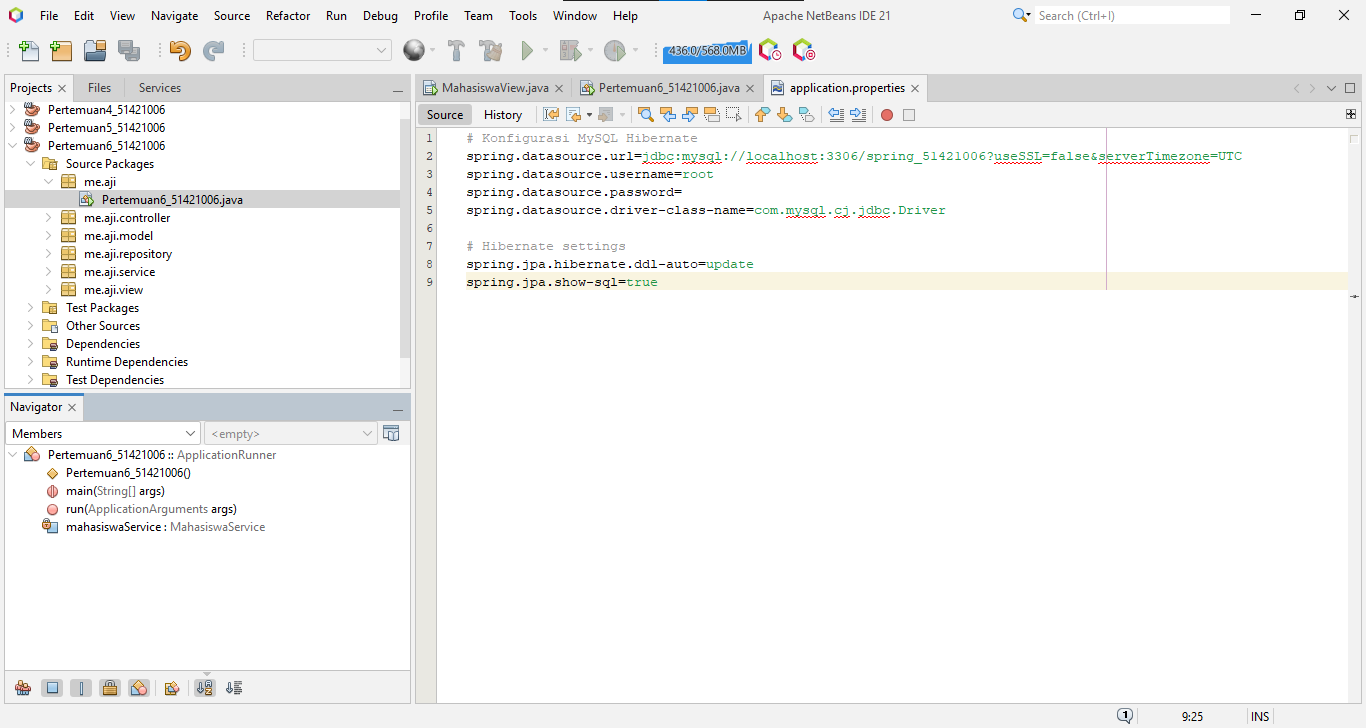 File Edit View Navigate Source Refactor Run Debug Profile Team Tools Window Help
Apache NetBeans IDE 21
Search (Ctrl+I)
436.0/568.0MB
Projects Files Services
Pertemuan4_51421006
Pertemuan5_51421006
Pertemuan6_51421006
Source Packages
me.aji
Pertemuan6_51421006.java
me.aji.controller
me.aji.model
me.aji.repository
me.aji.service
me.aji.view
Test Packages
Other Sources
Dependencies
Runtime Dependencies
Test Dependencies
Navigator
Members
<empty>
Pertemuan6_51421006 :: ApplicationRunner
Pertemuan6_51421006()
main(String[] args)
run(ApplicationArguments args)
mahasiswaService : MahasiswaService
MahasiswaView.java Pertemuan6_51421006.java application.properties
Source History
1 # Konfigurasi MySQL Hibernate
2 spring.datasource.url=jdbc:mysql://localhost:3306/spring_51421006?useSSL=false&serverTimezone=UTC
3 spring.datasource.username=root
4 spring.datasource.password=
5 spring.datasource.driver-class-name=com.mysql.cj.jdbc.Driver
6
7 # Hibernate settings
8 spring.jpa.hibernate.ddl-auto=update
9 spring.jpa.show-sql=true
1
9:25
INS